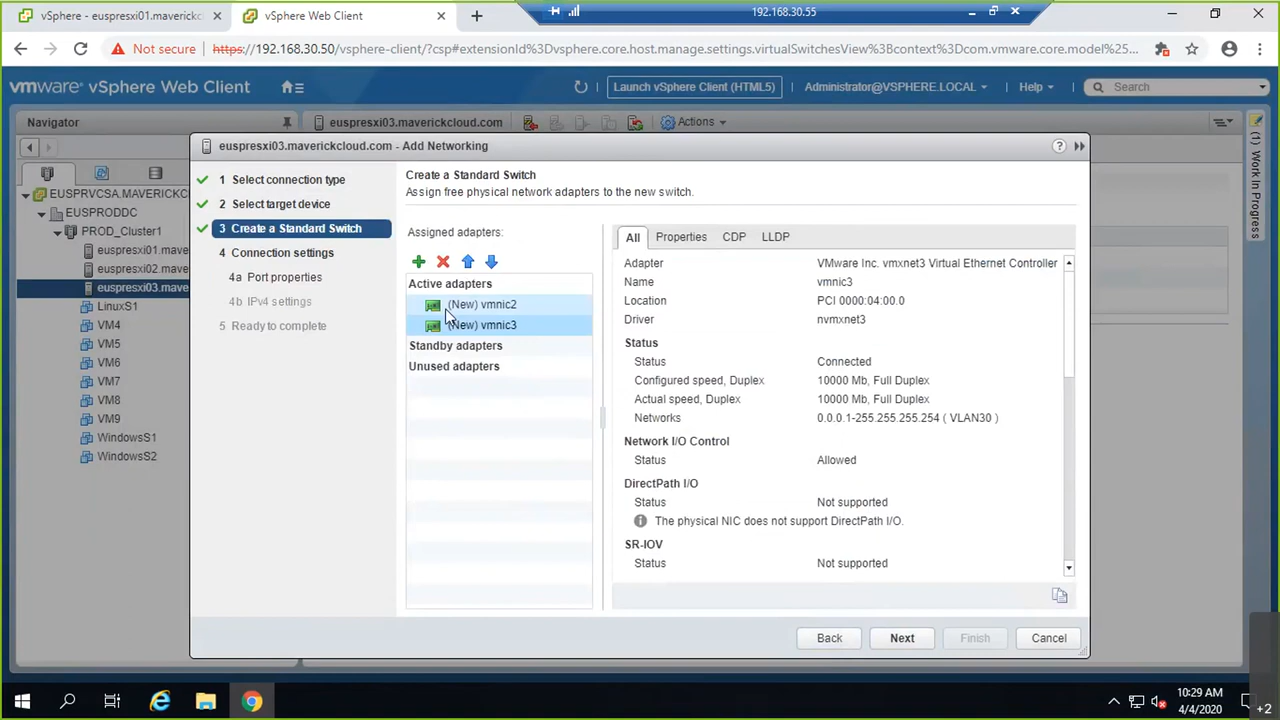 vSphere - euspresxi01.maverickclou
vSphere Web Client
192.168.30.55
Not secure
https://192.168.30.50/vsphere-client/?csp#extensionId%3Dvsphere.core.host.manage.settings.virtualSwitchesView%3Bcontext%3Dcom.vmware.core.model%25...
vmware® vSphere Web Client
Launch vSphere Client (HTML5)
Administrator@VSPHERE.LOCAL
Help
Search
Navigator
euspresxi03.maverickcloud.com
Actions
EUSPRVCSA.MAVERICKCL
EUSPRODDC
PROD_Cluster1
euspresxi01.mave
euspresxi02.mave
euspresxi03.mave
LinuxS1
VM4
VM5
VM6
VM7
VM8
VM9
WindowsS1
WindowsS2
(1) Work In Progress
euspresxi03.maverickcloud.com - Add Networking
1 Select connection type
2 Select target device
3 Create a Standard Switch
4 Connection settings
4a Port properties
4b IPv4 settings
5 Ready to complete
Create a Standard Switch
Assign free physical network adapters to the new switch.
Assigned adapters:
Active adapters
(New) vmnic2
(New) vmnic3
Standby adapters
Unused adapters
All
Properties
CDP
LLDP
Adapter VMware Inc. vmxnet3 Virtual Ethernet Controller
Name vmnic3
Location PCI 0000:04:00.0
Driver nvmxnet3
Status
Status Connected
Configured speed, Duplex 10000 Mb, Full Duplex
Actual speed, Duplex 10000 Mb, Full Duplex
Networks 0.0.0.1-255.255.255.254 ( VLAN30 )
Network I/O Control
Status Allowed
DirectPath I/O
Status Not supported
The physical NIC does not support DirectPath I/O.
SR-IOV
Status Not supported
Back
Next
Finish
Cancel
10:29 AM
4/4/2020
+2